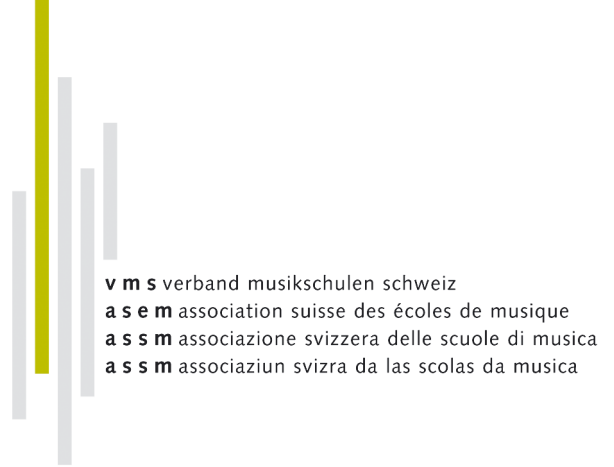 v m s verband musikschulen schweiz
a s e m association suisse des écoles de musique
a s s m associazione svizzera delle scuole di musica
a s s m associaziun svizra da las scolas da musica